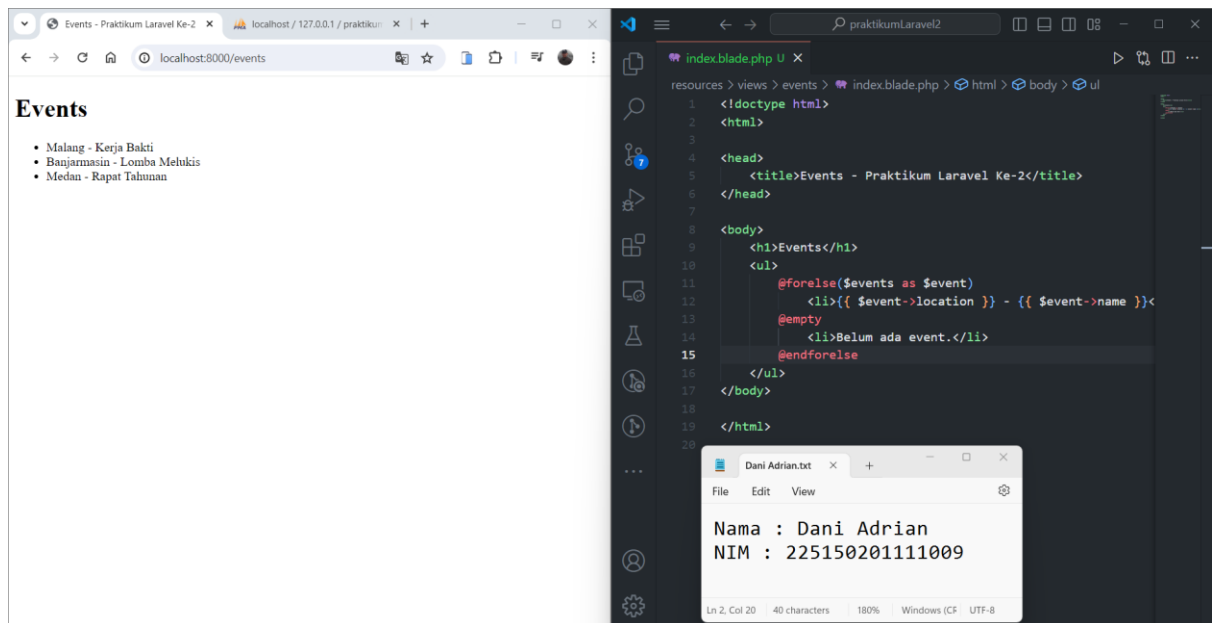 Events - Praktikum Laravel Ke-2
localhost / 127.0.0.1 / praktikun
localhost:8000/events
Events
Malang - Kerja Bakti
Banjarmasin - Lomba Melukis
Medan - Rapat Tahunan
praktikumLaravel2
index.blade.php U
resources > views > events > index.blade.php > html > body > ul
1 <!doctype html>
2 <html>
3
4 <head>
5 <title>Events - Praktikum Laravel Ke-2</title>
6 </head>
7
8 <body>
9 <h1>Events</h1>
10 <ul>
11 @forelse($events as $event)
12 <li>{{ $event->location }} - {{ $event->name }}<
13 @empty
14 <li>Belum ada event.</li>
15 @endforelse
16 </ul>
17 </body>
18
19 </html>
20
7
Dani Adrian.txt
File Edit View
Nama : Dani Adrian
NIM : 225150201111009
Ln 2, Col 20 40 characters 180% Windows (CF UTF-8